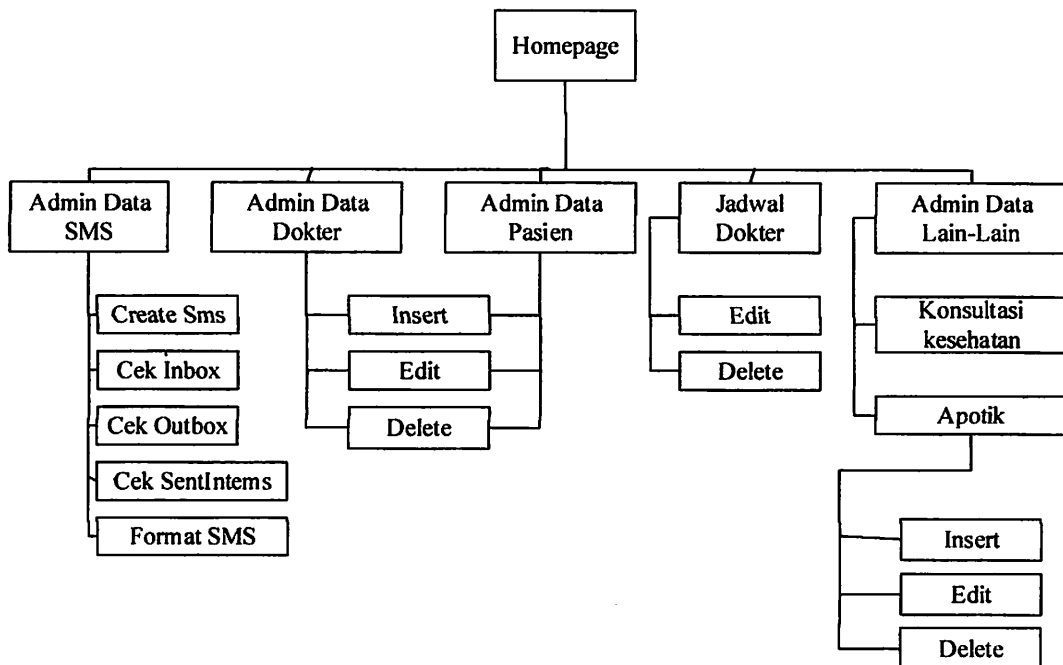 Homepage
Admin Data
SMS
Admin Data
Dokter
Admin Data
Pasien
Jadwal
Dokter
Admin Data
Lain-Lain
Create Sms
Cek Inbox
Cek Outbox
Cek SentIntems
Format SMS
Insert
Edit
Delete
Edit
Delete
Konsultasi
kesehatan
Apotik
Insert
Edit
Delete